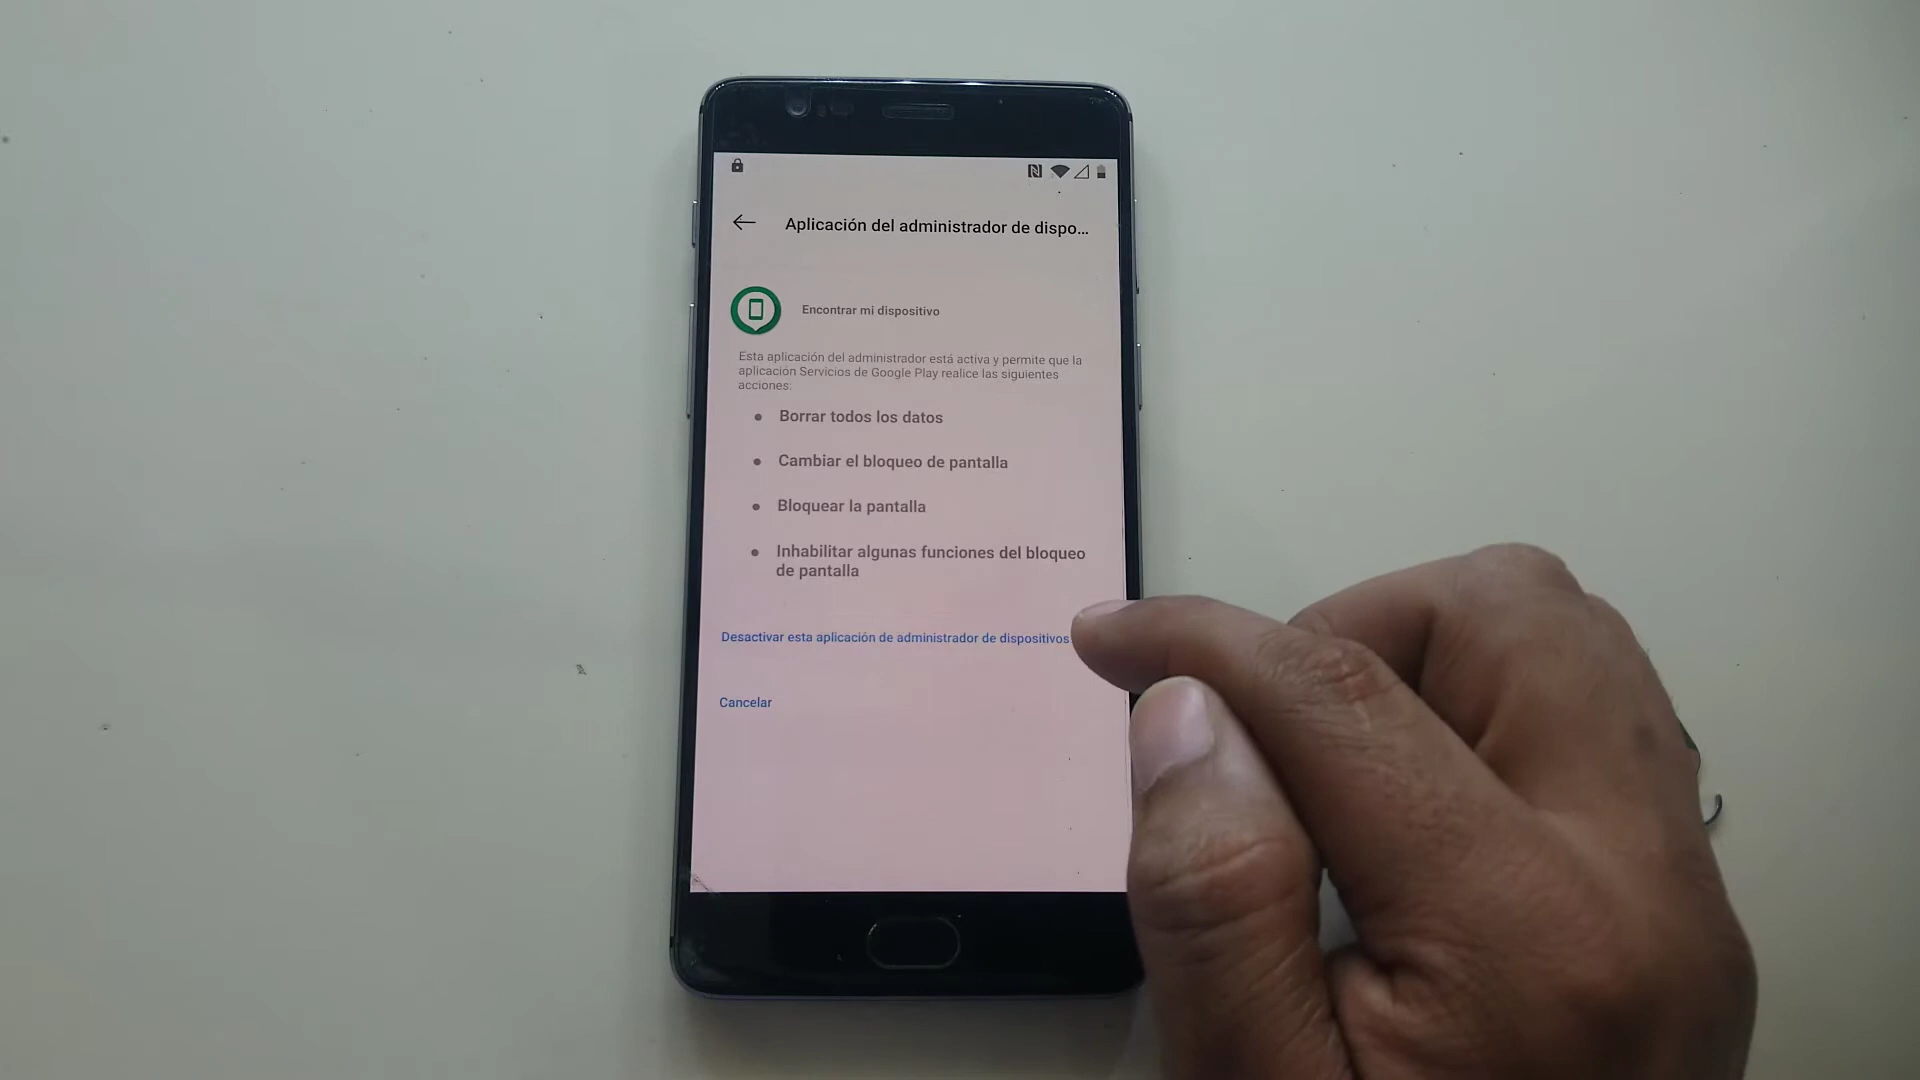 Aplicación del administrador de dispo...
Encontrar mi dispositivo
Esta aplicación del administrador está activa y permite que la
aplicación Servicios de Google Play realice las siguientes
acciones:
• Borrar todos los datos
• Cambiar el bloqueo de pantalla
• Bloquear la pantalla
• Inhabilitar algunas funciones del bloqueo
de pantalla
Desactivar esta aplicación de administrador de dispositivos
Cancelar